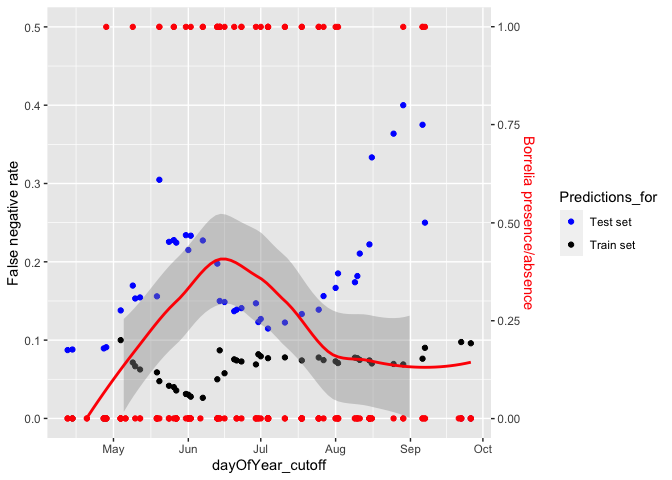 0.5
0.4
0.3
0.2
0.1
0.0
False negative rate
May
Jun
Jul
Aug
Sep
Oct
dayOfYear_cutoff
1.00
0.75
0.50
0.25
0.00
Borrelia presence/absence
Predictions_for
Test set
Train set